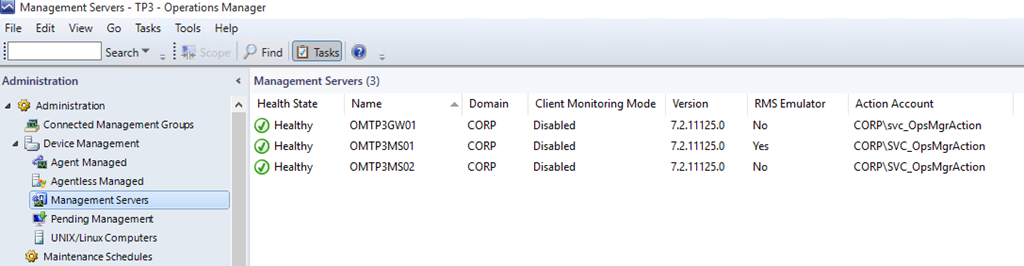 Management Servers - TP3 - Operations Manager
File Edit View Go Tasks Tools Help
Search Scope Find Tasks
Administration
Administration
Connected Management Groups
Device Management
Agent Managed
Agentless Managed
Management Servers
Pending Management
UNIX/Linux Computers
Maintenance Schedules
Management Servers (3)
Health State Name Domain Client Monitoring Mode Version RMS Emulator Action Account
Healthy OMTP3GW01 CORP Disabled 7.2.11125.0 No CORP\svc_OpsMgrAction
Healthy OMTP3MS01 CORP Disabled 7.2.11125.0 Yes CORP\SVC_OpsMgrAction
Healthy OMTP3MS02 CORP Disabled 7.2.11125.0 No CORP\SVC_OpsMgrAction